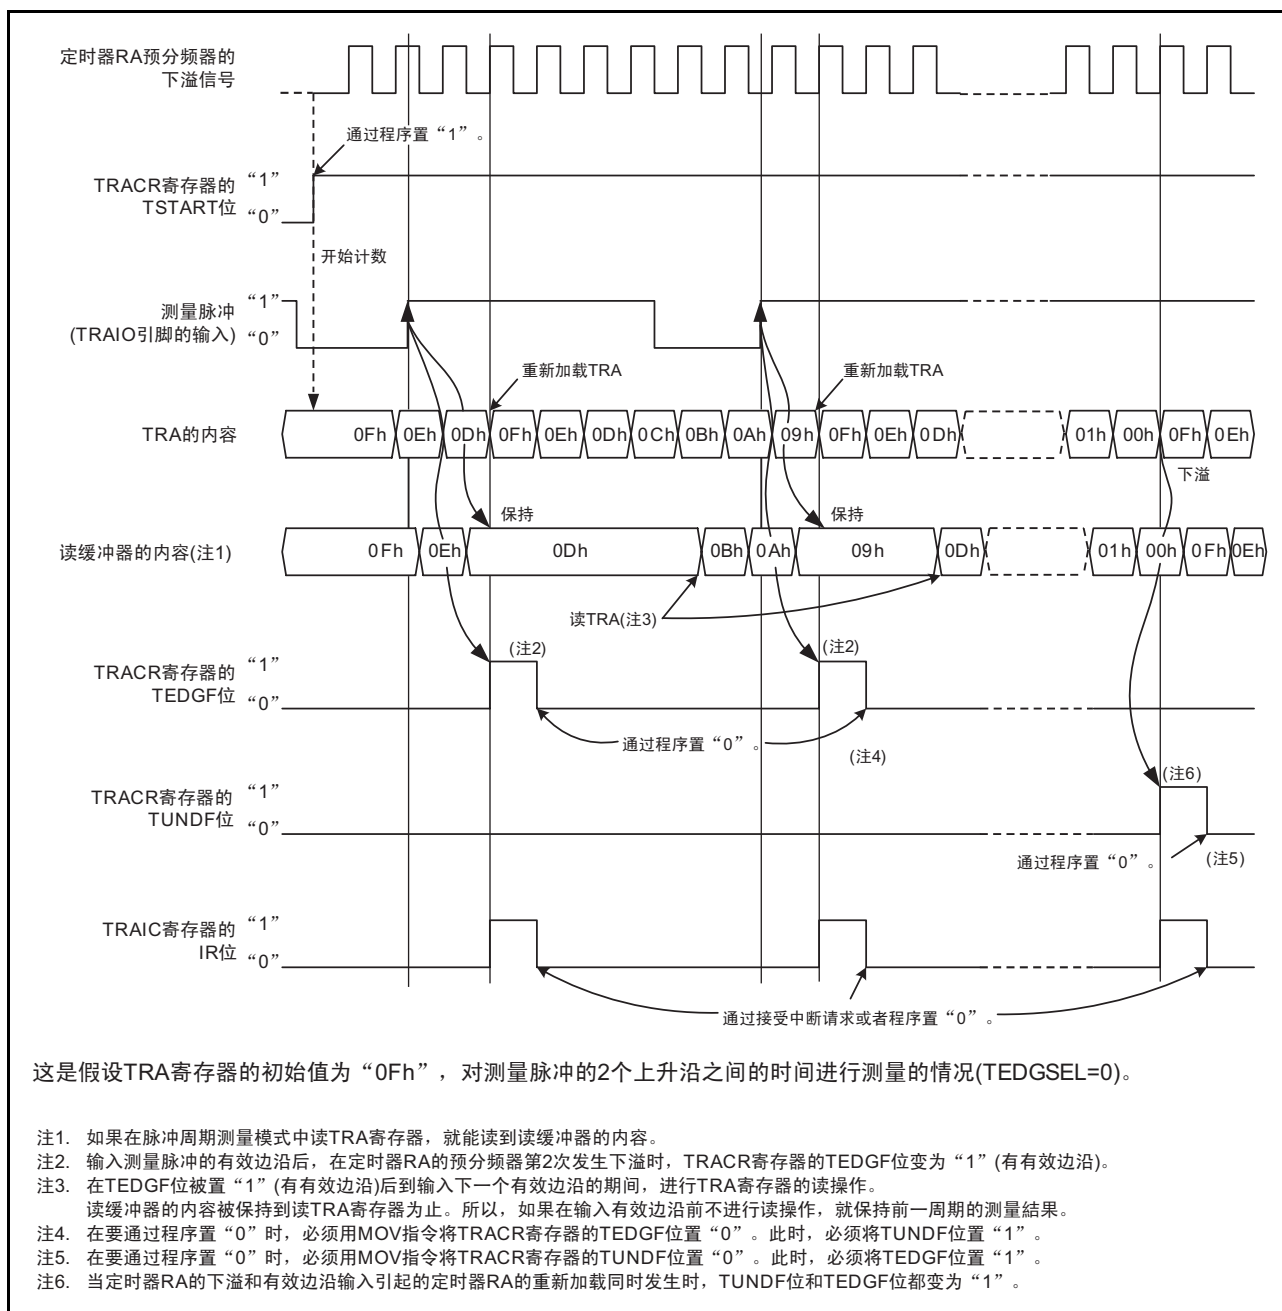 定时器RA预分频器的
下溢信号
通过程序置“1”。
TRACR寄存器的
TSTART位
“1”
“0”
开始计数
测量脉冲
(TRAIO引脚的输入)
“1”
“0”
重新加载TRA
重新加载TRA
TRA的内容
0Fh 0Eh 0Dh 0Fh 0Eh 0Dh 0Ch 0Bh 0Ah 09h 0Fh 0Eh 0Dh 01h 00h 0Fh 0Eh
下溢
保持
保持
读缓冲器的内容(注1)
0Fh 0Eh 0Dh 0Bh 0Ah 09h 0Dh 01h 00h 0Fh 0Eh
读TRA(注3)
(注2)
(注2)
TRACR寄存器的
TEDGF位
“1”
“0”
通过程序置“0”。
(注4)
(注6)
TRACR寄存器的
TUNDF位
“1”
“0”
通过程序置“0”。
(注5)
TRAIC寄存器的
IR位
“1”
“0”
通过接受中断请求或者程序置“0”。
这是假设TRA寄存器的初始值为“0Fh”，对测量脉冲的2个上升沿之间的时间进行测量的情况(TEDGSEL=0)。
注1. 如果在脉冲周期测量模式中读TRA寄存器，就能读到读缓冲器的内容。
注2. 输入测量脉冲的有效边沿后，在定时器RA的预分频器第2次发生下溢时，TRACR寄存器的TEDGF位变为“1”(有有效边沿)。
注3. 在TEDGF位被置“1”(有有效边沿)后到输入下一个有效边沿的期间，进行TRA寄存器的读操作。
读缓冲器的内容被保持到读TRA寄存器为止。所以，如果在输入有效边沿前不进行读操作，就保持前一周期的测量結果。
注4. 在要通过程序置“0”时，必须用MOV指令将TRACR寄存器的TEDGF位置“0”。此时，必须将TUNDF位置“1”。
注5. 在要通过程序置“0”时，必须用MOV指令将TRACR寄存器的TUNDF位置“0”。此时，必须将TEDGF位置“1”。
注6. 当定时器RA的下溢和有效边沿输入引起的定时器RA的重新加载同时发生时，TUNDF位和TEDGF位都变为“1”。